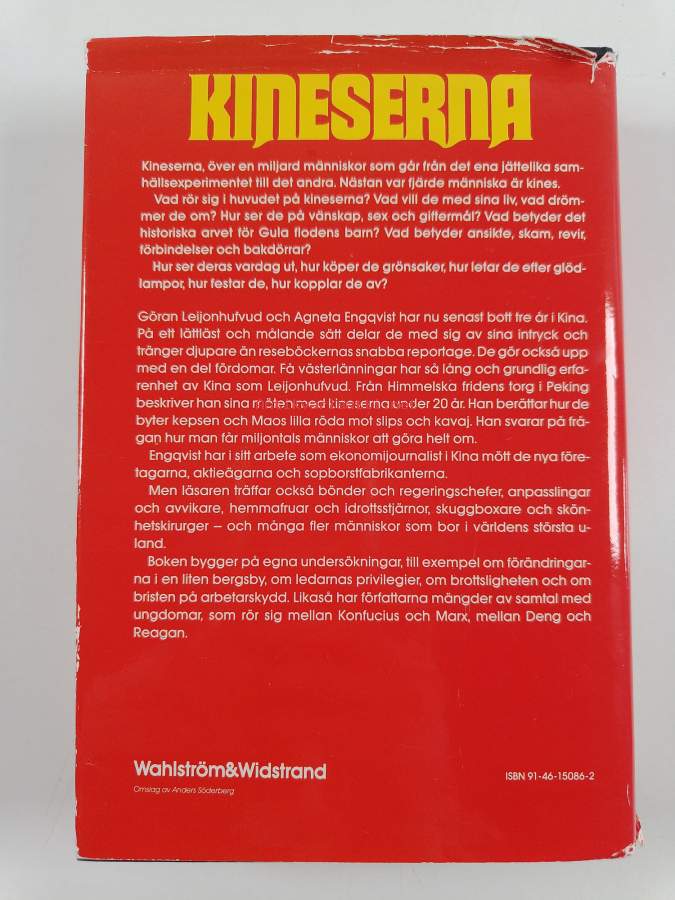 KINESERNA
Kineserna, över en miljard människor som går från det ena jättelika sam-
hällsexperimentet till det andra. Nästan var fjärde människa är kines.
Vad rör sig i huvudet på kineserna? Vad vill de med sina liv, vad dröm-
mer de om? Hur ser de på vänskap, sex och giftermål? Vad betyder det
historiska arvet för Gula flodens barn? Vad betyder ansikte, skam, revir,
förbindelser och bakdörrar?
Hur ser deras vardag ut, hur köper de grönsaker, hur letar de efter glöd-
lampor, hur festar de, hur kopplar de av?
Göran Leijonhufvud och Agneta Engqvist har nu senast bott tre år i Kina.
På ett lättläst och målande sätt delar de med sig av sina intryck och
tränger djupare än reseböckernas snabba reportage. De gör också upp
med en del fördomar. Få västerlänningar har så lång och grundlig erfa-
renhet av Kina som Leijonhufvud. Från Himmelska fridens torg i Peking
beskriver han sina möten med kineserna under 20 år. Han berättar hur de
byter kepsen och Maos lilla röda mot slips och kavaj. Han svarar på frå-
gan hur man får miljontals människor att göra helt om.
Engqvist har i sitt arbete som ekonomijournalist i Kina mött de nya före-
tagarna, aktieägarna och sopborstfabrikanterna.
Men läsaren träffar också bönder och regeringschefer, anpasslingar
och avvikare, hemmafruar och idrottsstjärnor, skuggboxare och skön-
hetskirurger – och många fler människor som bor i världens största u-
land.
Boken bygger på egna undersökningar, till exempel om förändringar-
na i en liten bergsby, om ledarnas privilegier, om brottsligheten och om
bristen på arbetarskydd. Likaså har författarna mängder av samtal med
ungdomar, som rör sig mellan Konfucius och Marx, mellan Deng och
Reagan.
Wahlström&Widstrand
ISBN 91-46-15086-2
Omslag av Anders Söderberg